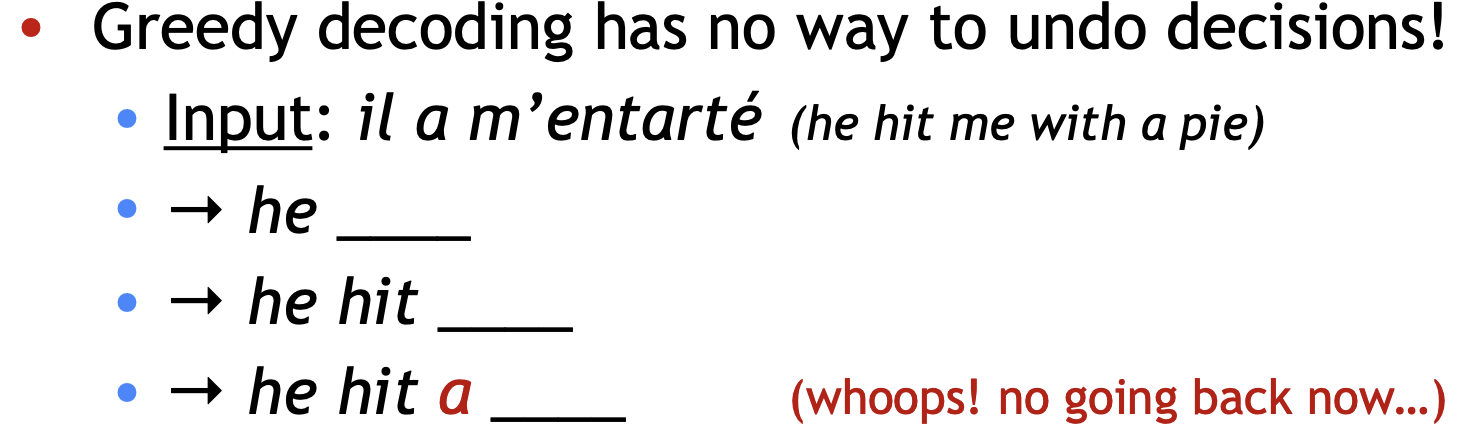 • Greedy decoding has no way to undo decisions!
• Input: il a m’entarté (he hit me with a pie)
• → he ____
• → he hit ____
• → he hit a ____ (whoops! no going back now…)